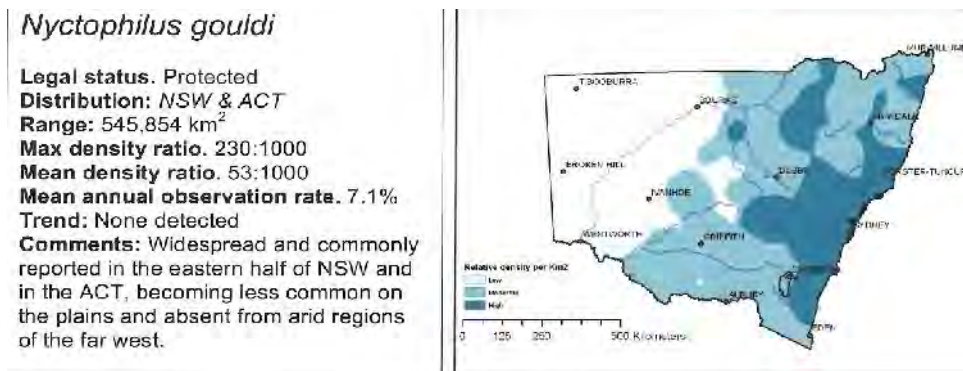 Nyctophilus gouldi
Legal status. Protected
Distribution: NSW & ACT
Range: 545,854 km²
Max density ratio. 230:1000
Mean density ratio. 53:1000
Mean annual observation rate. 7.1%
Trend: None detected
Comments: Widespread and commonly
reported in the eastern half of NSW and
in the ACT, becoming less common on
the plains and absent from arid regions
of the far west.
TIBOOBURRA
BOURKE
BROKEN HILL
DUBBO
IVANHOE
SYDNEY
WENTWORTH
GRIFFITH
ALBURY
EDEN
Relative density per Km2
Low
Moderate
High
0 125 250 500 Kilometers